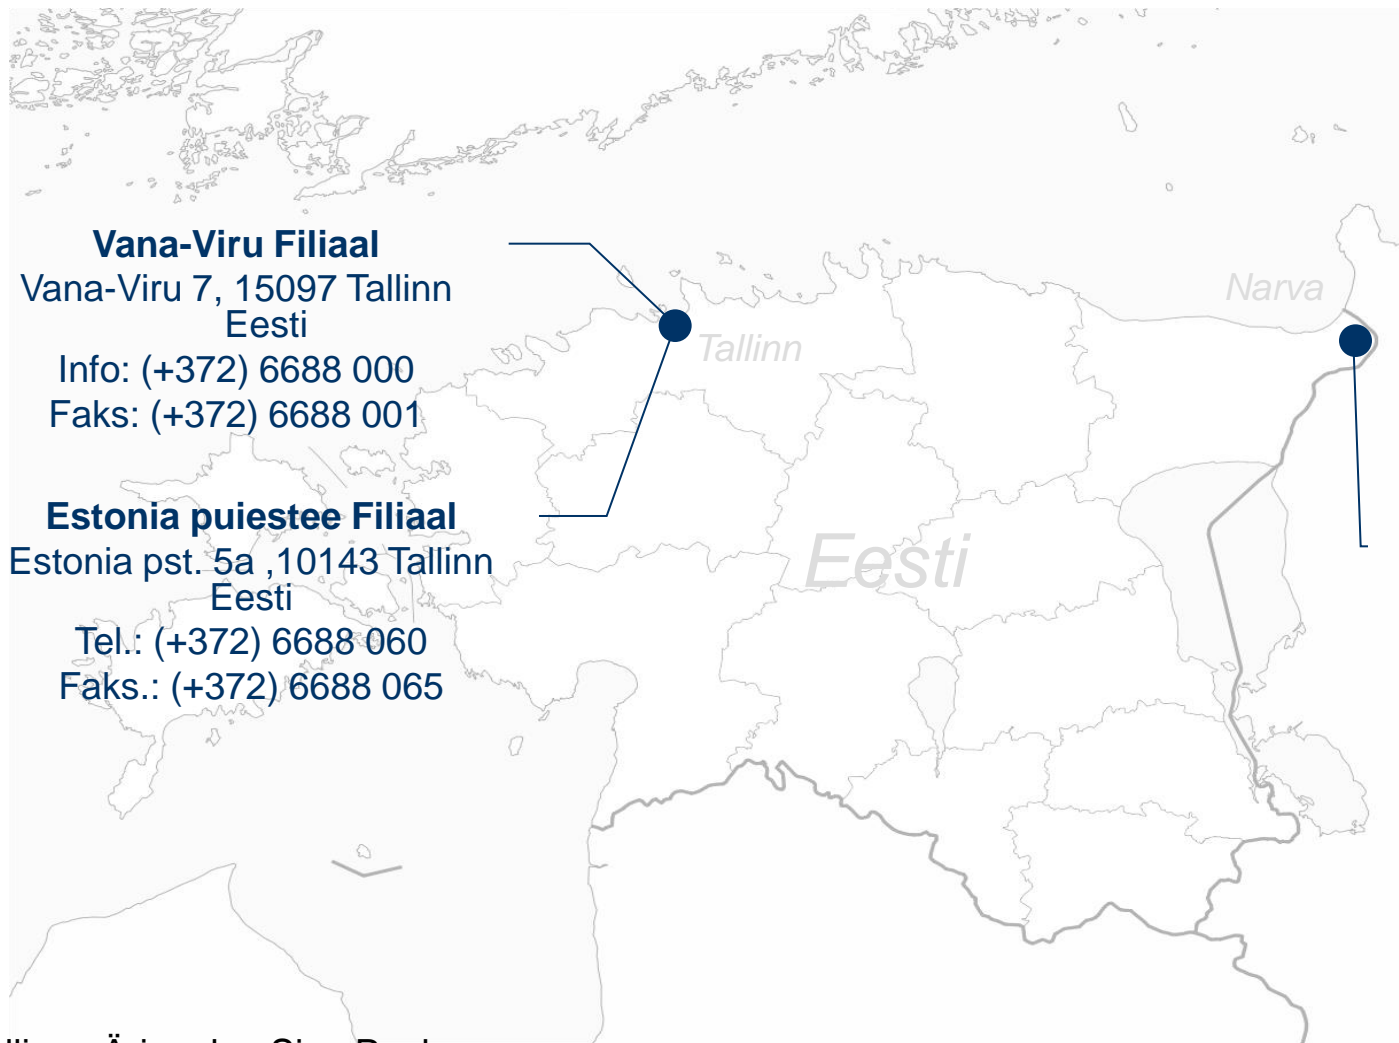 Vana-Viru Filiaal
Vana-Viru 7, 15097 Tallinn
Eesti
Info: (+372) 6688 000
Faks: (+372) 6688 001
Estonia puiestee Filiaal
Estonia pst. 5a ,10143 Tallinn
Eesti
Tel.: (+372) 6688 060
Faks.: (+372) 6688 065
Tallinn
Narva
Eesti